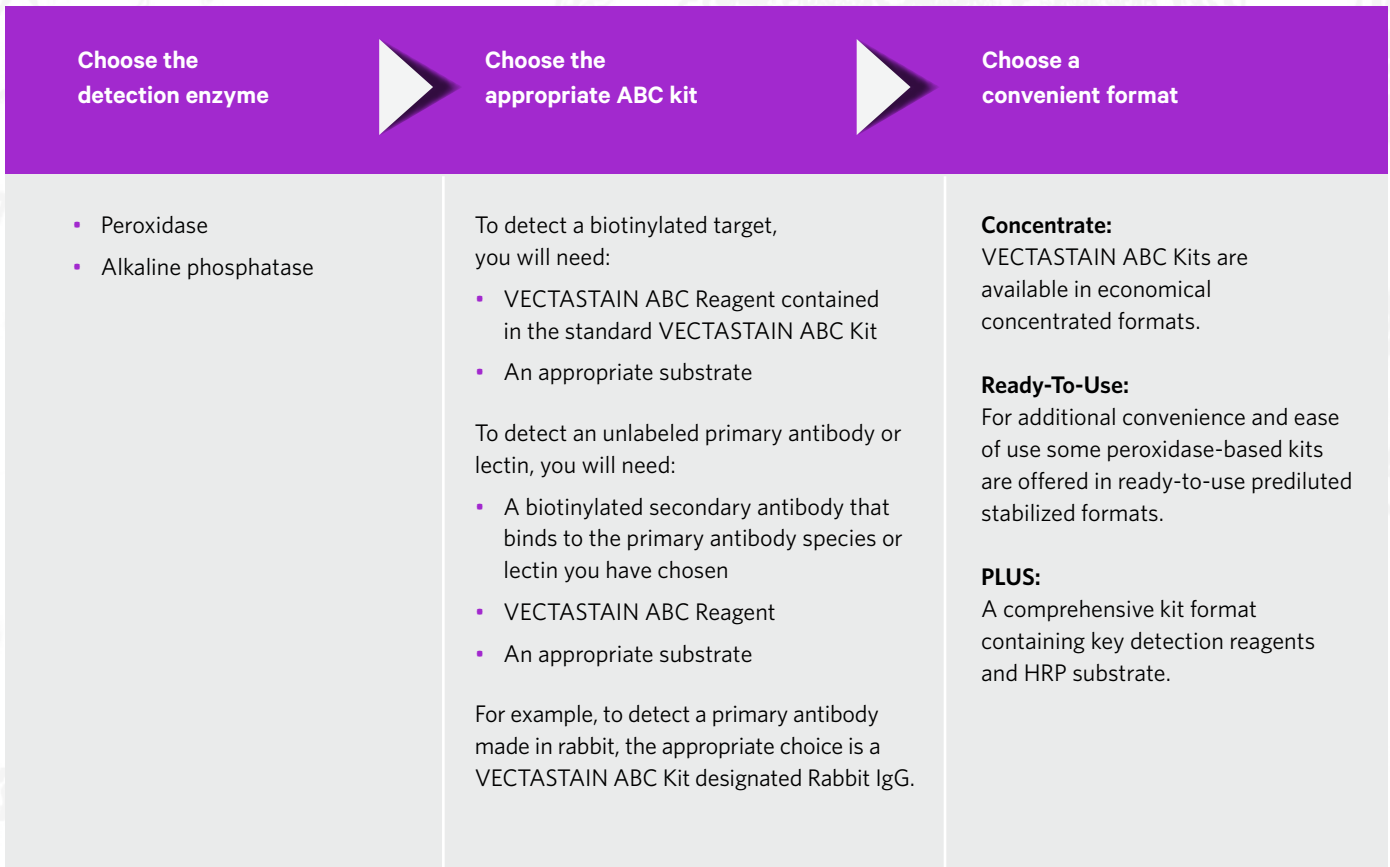 Choose the
detection enzyme
Choose the
appropriate ABC kit
Choose a
convenient format
• Peroxidase
• Alkaline phosphatase
To detect a biotinylated target,
you will need:
• VECTASTAIN ABC Reagent contained
in the standard VECTASTAIN ABC Kit
• An appropriate substrate
To detect an unlabeled primary antibody or
lectin, you will need:
• A biotinylated secondary antibody that
binds to the primary antibody species or
lectin you have chosen
• VECTASTAIN ABC Reagent
• An appropriate substrate
For example, to detect a primary antibody
made in rabbit, the appropriate choice is a
VECTASTAIN ABC Kit designated Rabbit IgG.
Concentrate:
VECTASTAIN ABC Kits are
available in economical
concentrated formats.
Ready-To-Use:
For additional convenience and ease
of use some peroxidase-based kits
are offered in ready-to-use prediluted
stabilized formats.
PLUS:
A comprehensive kit format
containing key detection reagents
and HRP substrate.